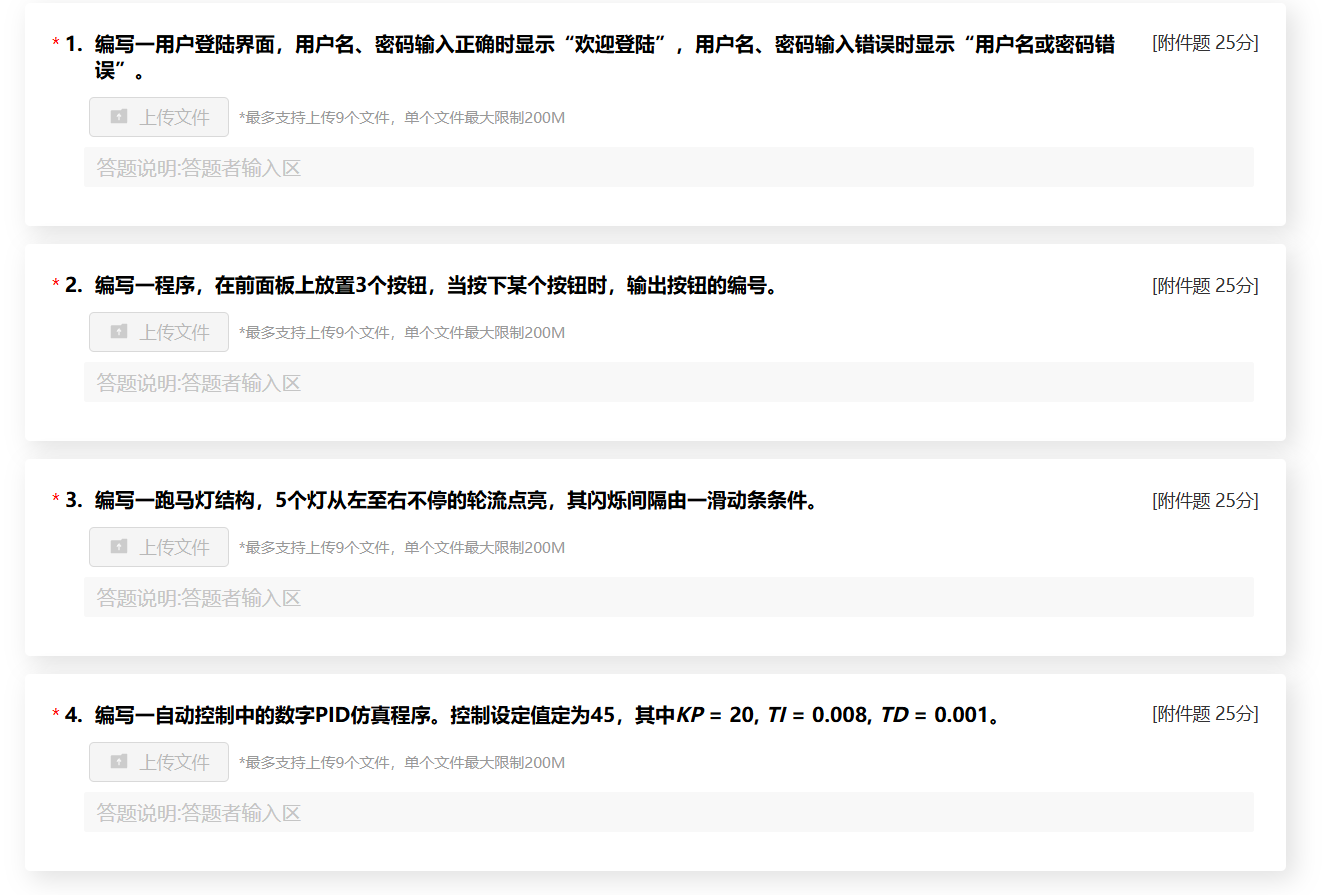 * 1. 编写一用户登陆界面，用户名、密码输入正确时显示“欢迎登陆”，用户名、密码输入错误时显示“用户名或密码错 [附件题 25分]
误”。
上传文件 *最多支持上传9个文件，单个文件最大限制200M
答题说明:答题者输入区
* 2. 编写一程序，在前面板上放置3个按钮，当按下某个按钮时，输出按钮的编号。 [附件题 25分]
上传文件 *最多支持上传9个文件，单个文件最大限制200M
答题说明:答题者输入区
* 3. 编写一跑马灯结构，5个灯从左至右不停的轮流点亮，其闪烁间隔由一滑动条条件。 [附件题 25分]
上传文件 *最多支持上传9个文件，单个文件最大限制200M
答题说明:答题者输入区
* 4. 编写一自动控制中的数字PID仿真程序。控制设定值定为45，其中KP = 20, TI = 0.008, TD = 0.001。 [附件题 25分]
上传文件 *最多支持上传9个文件，单个文件最大限制200M
答题说明:答题者输入区